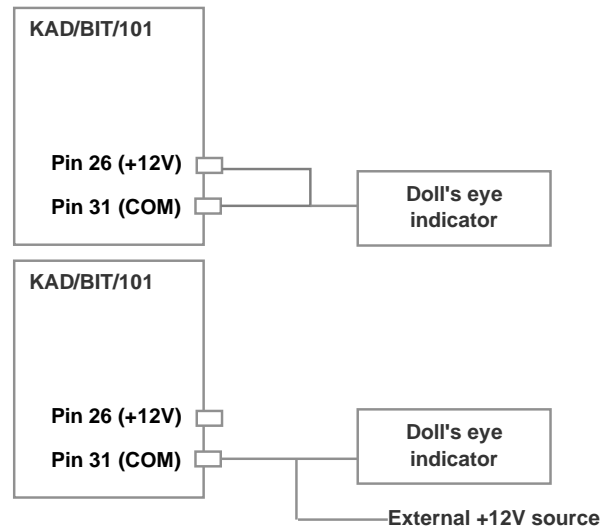 KAD/BIT/101
Pin 26 (+12V)
Pin 31 (COM)
Doll's eye
indicator
KAD/BIT/101
Pin 26 (+12V)
Pin 31 (COM)
Doll's eye
indicator
External +12V source